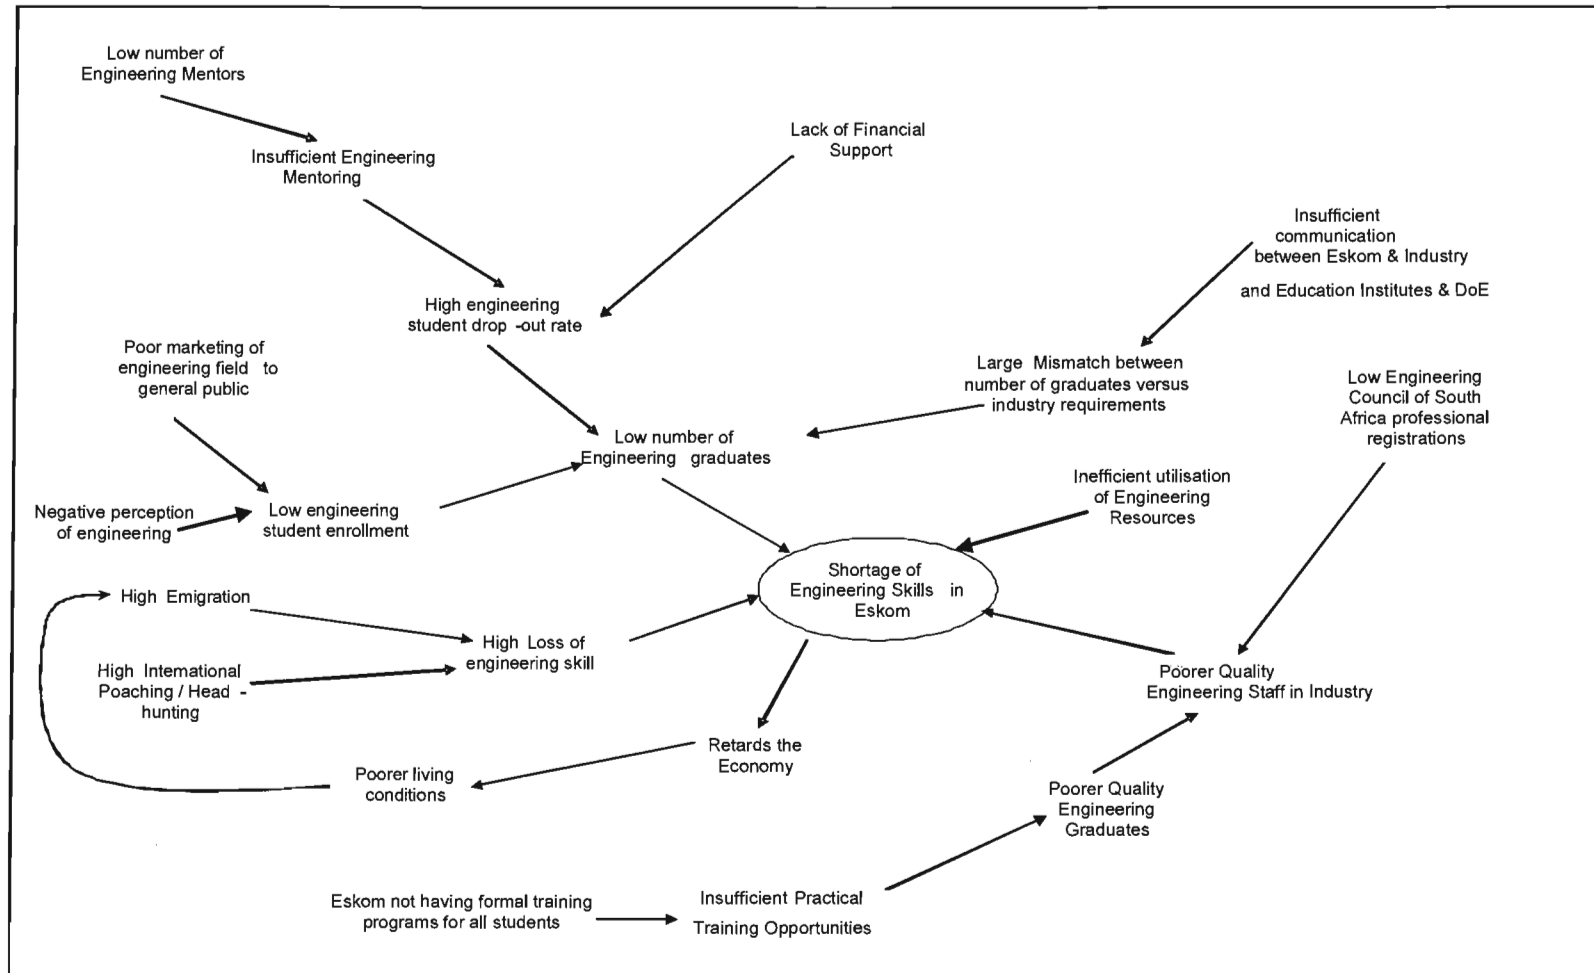 Low number of
Engineering Mentors
Insufficient Engineering
Mentoring
Lack of Financial
Support
Insufficient
communication
between Eskom & Industry
and Education Institutes & DoE
High engineering
student drop -out rate
Poor marketing of
engineering field to
general public
Large Mismatch between
number of graduates versus
industry requirements
Low Engineering
Council of South
Africa professional
registrations
Low number of
Engineering graduates
Inefficient utilisation
of Engineering
Resources
Negative perception
of engineering
Low engineering
student enrollment
Shortage of
Engineering Skills in
Eskom
High Emigration
High Loss of
engineering skill
High International
Poaching / Head -
hunting
Poorer Quality
Engineering Staff in Industry
Retards the
Economy
Poorer living
conditions
Poorer Quality
Engineering
Graduates
Eskom not having formal training
programs for all students
Insufficient Practical
Training Opportunities